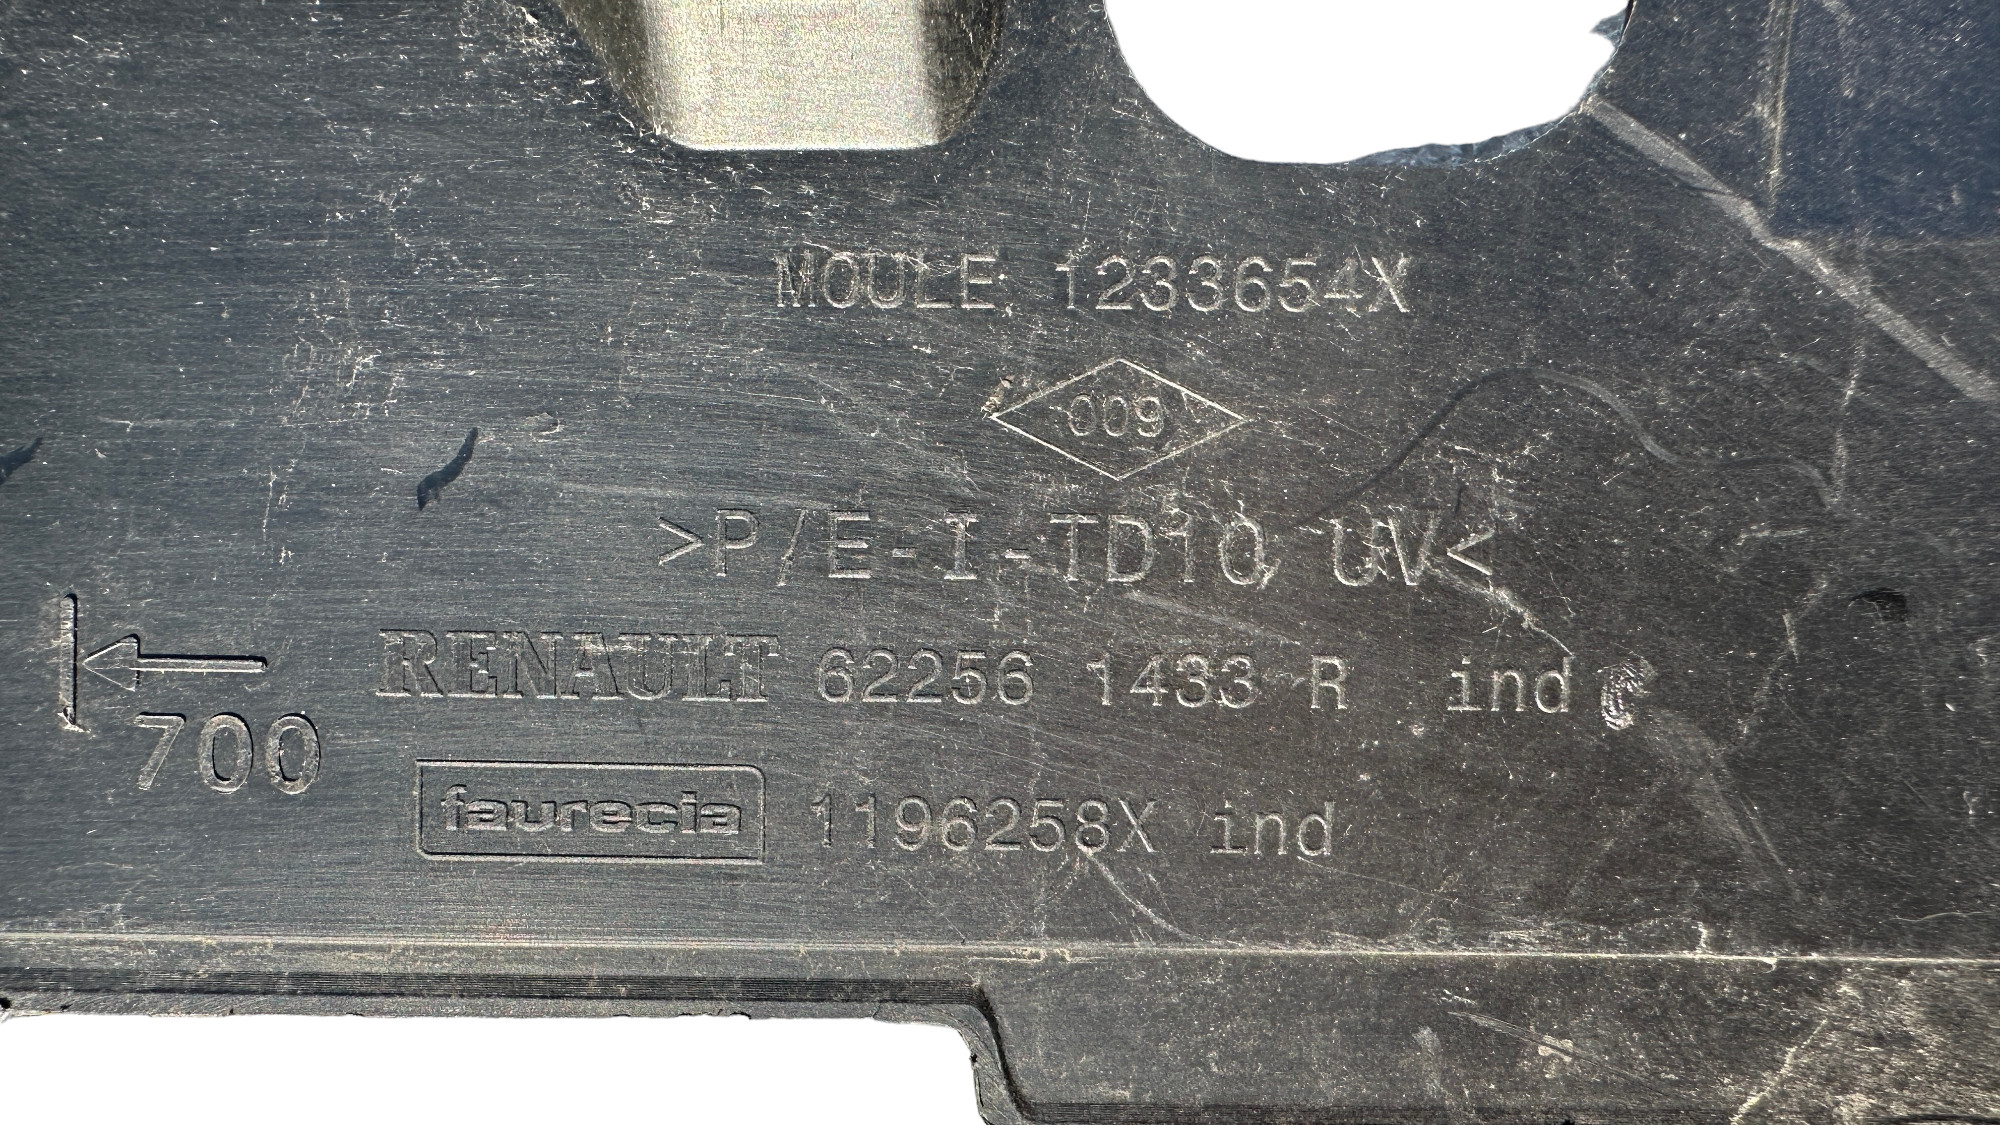 MOULE 1233654X
009
>P/E-I-TD10 UV<
RENAULT 62256 1433 R ind
700
faurecia 1196258X ind